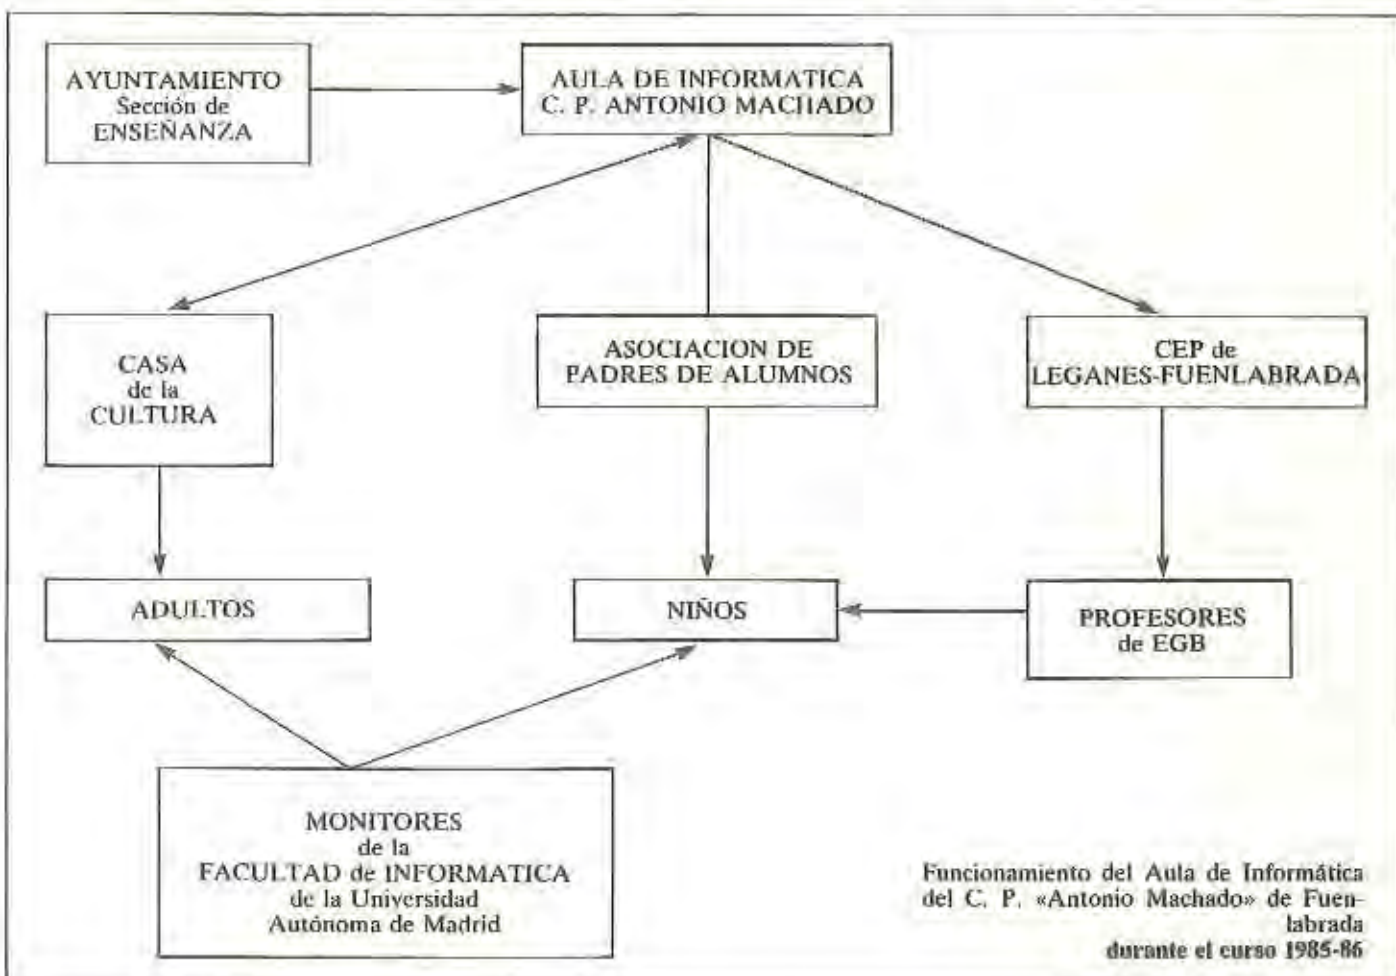 AYUNTAMIENTO
Sección de
ENSEÑANZA
AULA DE INFORMATICA
C. P. ANTONIO MACHADO
CASA
de la
CULTURA
ASOCIACION DE
PADRES DE ALUMNOS
CEP de
LEGANES-FUENLABRADA
ADULTOS
NIÑOS
PROFESORES
de EGB
MONITORES
de la
FACULTAD de INFORMATICA
de la Universidad
Autónoma de Madrid
Funcionamiento del Aula de Informática
del C. P. «Antonio Machado» de Fuen-
labrada
durante el curso 1985-86